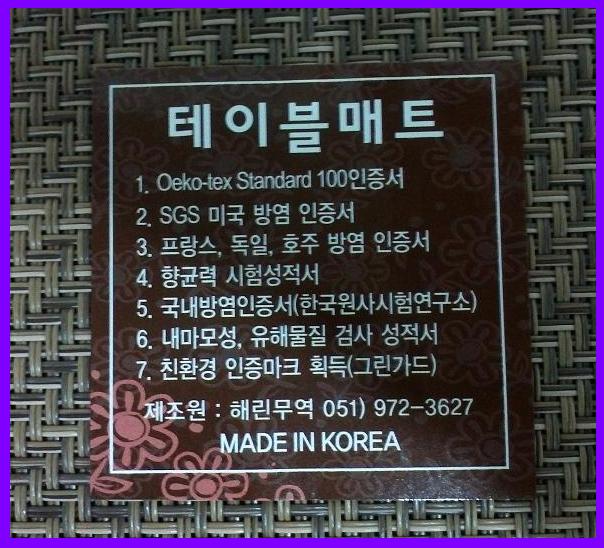 테이블매트
1. Oeko-tex Standard 100인증서
2. SGS 미국 방염 인증서
3. 프랑스, 독일, 호주 방염 인증서
4. 향균력 시험성적서
5. 국내방염인증서(한국원사시험연구소)
6. 내마모성, 유해물질 검사 성적서
7. 친환경 인증마크 획득(그린가드)
제조원 : 해린무역 051) 972-3627
MADE IN KOREA